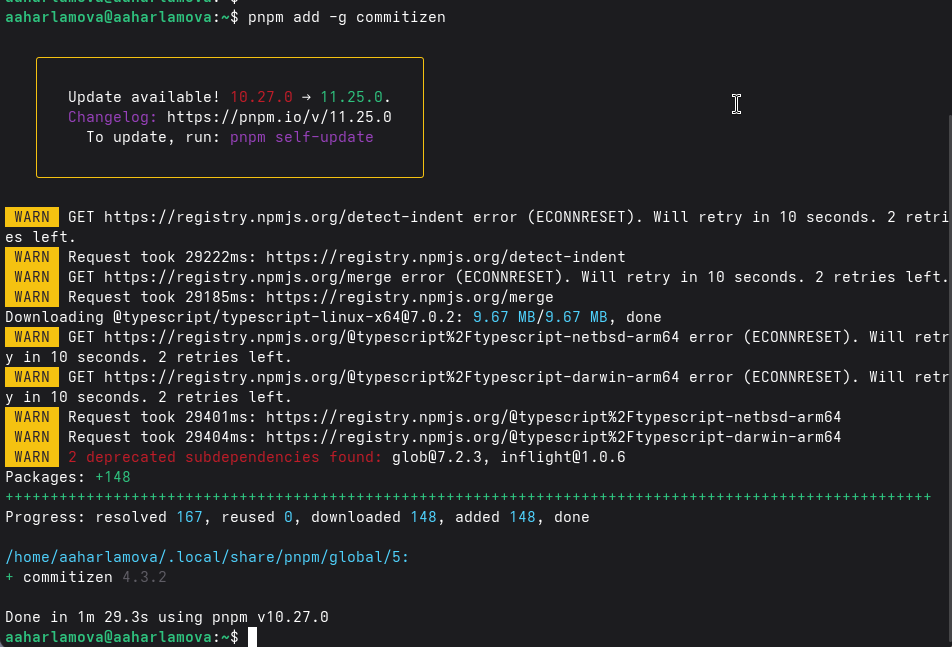 aaharlamova@aaharlamova:~$ pnpm add -g commitizen
Update available! 10.27.0 → 11.25.0.
Changelog: https://pnpm.io/v/11.25.0
To update, run: pnpm self-update
WARN GET https://registry.npmjs.org/detect-indent error (ECONNRESET). Will retry in 10 seconds. 2 retri
es left.
WARN Request took 29222ms: https://registry.npmjs.org/detect-indent
WARN GET https://registry.npmjs.org/merge error (ECONNRESET). Will retry in 10 seconds. 2 retries left.
WARN Request took 29185ms: https://registry.npmjs.org/merge
Downloading @typescript/typescript-linux-x64@7.0.2: 9.67 MB/9.67 MB, done
WARN GET https://registry.npmjs.org/@typescript%2Ftypescript-netbsd-arm64 error (ECONNRESET). Will retr
y in 10 seconds. 2 retries left.
WARN GET https://registry.npmjs.org/@typescript%2Ftypescript-darwin-arm64 error (ECONNRESET). Will retr
y in 10 seconds. 2 retries left.
WARN Request took 29401ms: https://registry.npmjs.org/@typescript%2Ftypescript-netbsd-arm64
WARN Request took 29404ms: https://registry.npmjs.org/@typescript%2Ftypescript-darwin-arm64
WARN 2 deprecated subdependencies found: glob@7.2.3, inflight@1.0.6
Packages: +148
+++++++++++++++++++++++++++++++++++++++++++++++++++++++++++++++++++++++++++++++++++++++++++++++++++++++
Progress: resolved 167, reused 0, downloaded 148, added 148, done
/home/aaharlamova/.local/share/pnpm/global/5:
+ commitizen 4.3.2
Done in 1m 29.3s using pnpm v10.27.0
aaharlamova@aaharlamova:~$